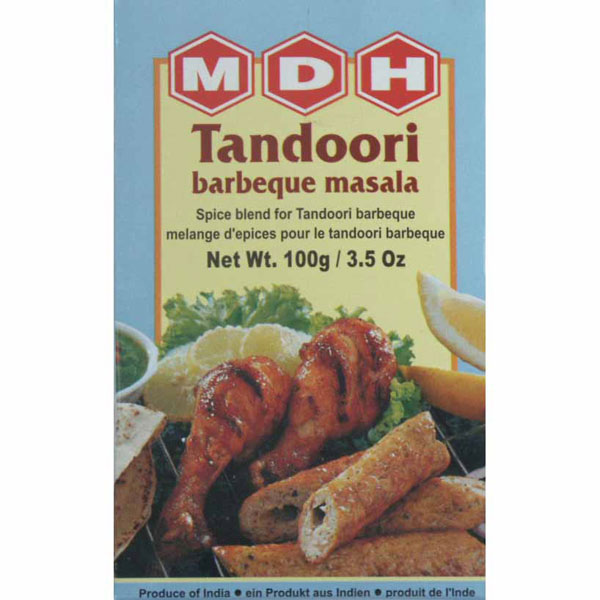 MDH
Tandoori
barbeque masala
Spice blend for Tandoori barbeque
melange d'epices pour le tandoori barbeque
Net Wt. 100g / 3.5 Oz
Produce of India ● ein Produkt aus Indien ● produit de l'Inde